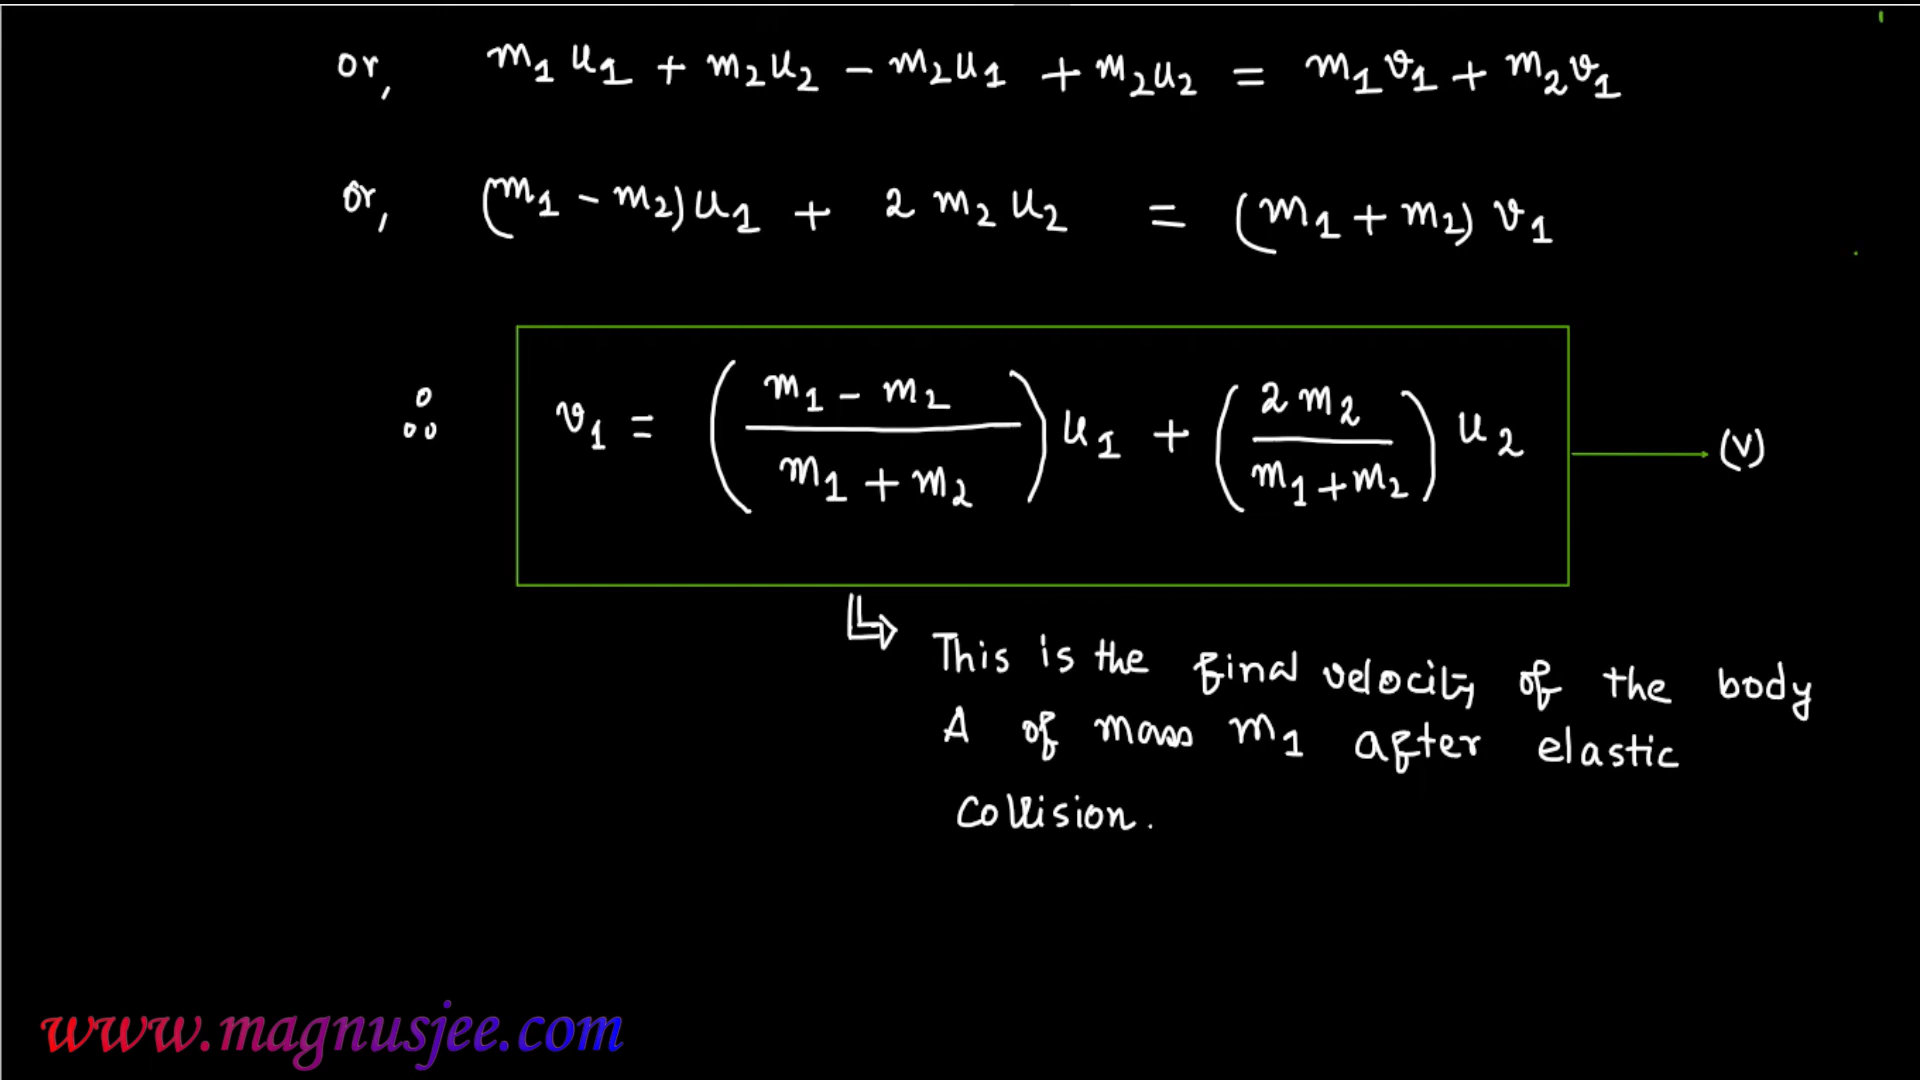 or, m₁u₁ + m₂u₂ − m₂u₁ + m₂u₂ = m₁v₁ + m₂v₁
or, (m₁ − m₂)u₁ + 2 m₂u₂ = (m₁ + m₂) v₁
∴ v₁ = ((m₁ − m₂)/(m₁ + m₂)) u₁ + (2m₂/(m₁ + m₂)) u₂ → (V)
This is the final velocity of the body
A of mass m₁ after elastic
Collision.
www.magnusjee.com